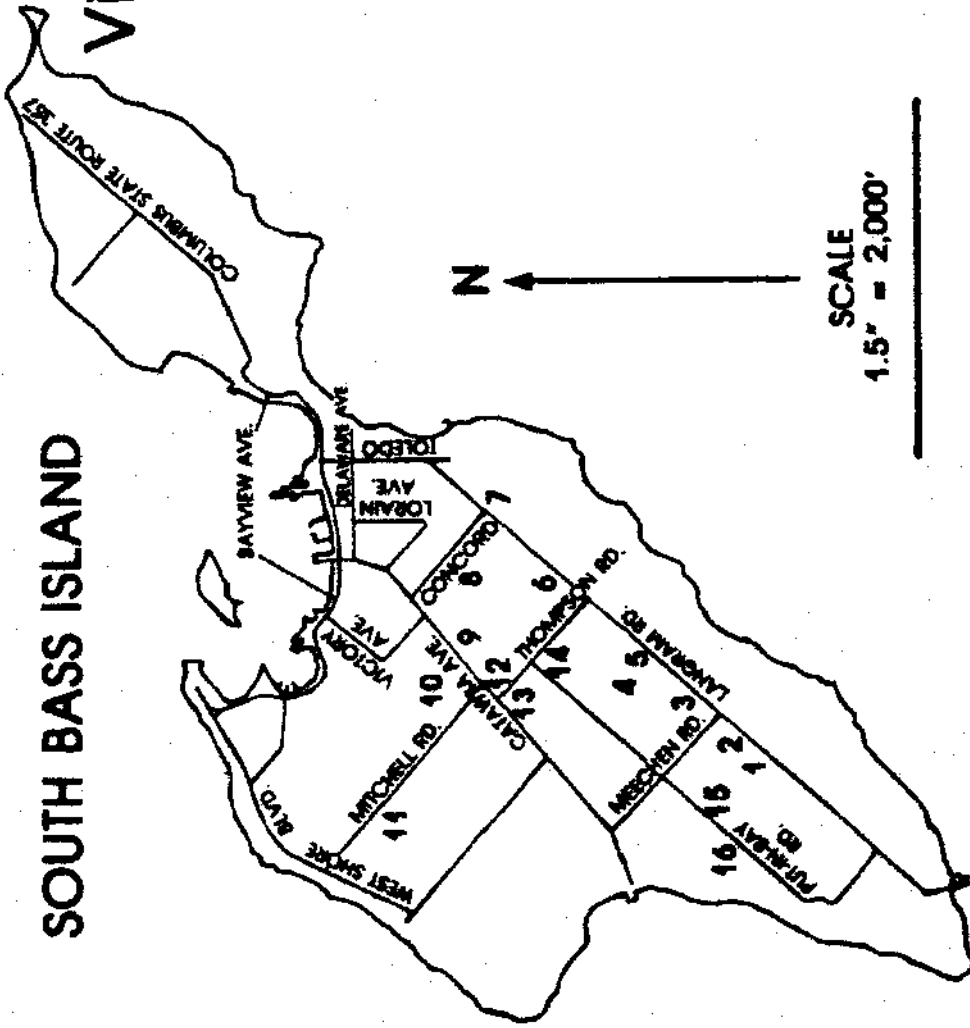 SOUTH BASS ISLAND
COLUMBUS STATE ROUTE 357
BAYVIEW AVE.
DELAWARE AVE.
TOLEDO
LORAIN
AVE.
VICTORY
AVE.
CONCORD
7
8
6
9
10
12
THOMPSON RD.
14
13
CATAWBA AVE.
MITCHELL RD.
11
BLVD.
WEST SHORE
LANGRAM RD.
5
4
3
MEECHEN RD.
2
1
15
16
PUT-IN-BAY
RD.
N
SCALE
1.5" = 2,000'